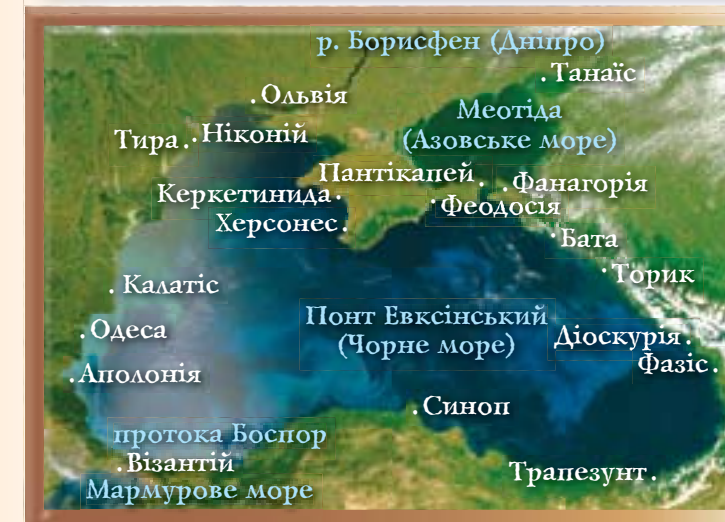 р. Борисфен (Дніпро)
Танаїс
Ольвія
Меотіда
(Азовське море)
Тира
Ніконій
Пантікапей
Фанагорія
Керкетинида
Феодосія
Херсонес
Бата
Торик
Калатіс
Понт Евксінський
(Чорне море)
Одеса
Діоскурія
Фазіс
Аполонія
Синоп
протока Боспор
Візантій
Трапезунт
Мармурове море